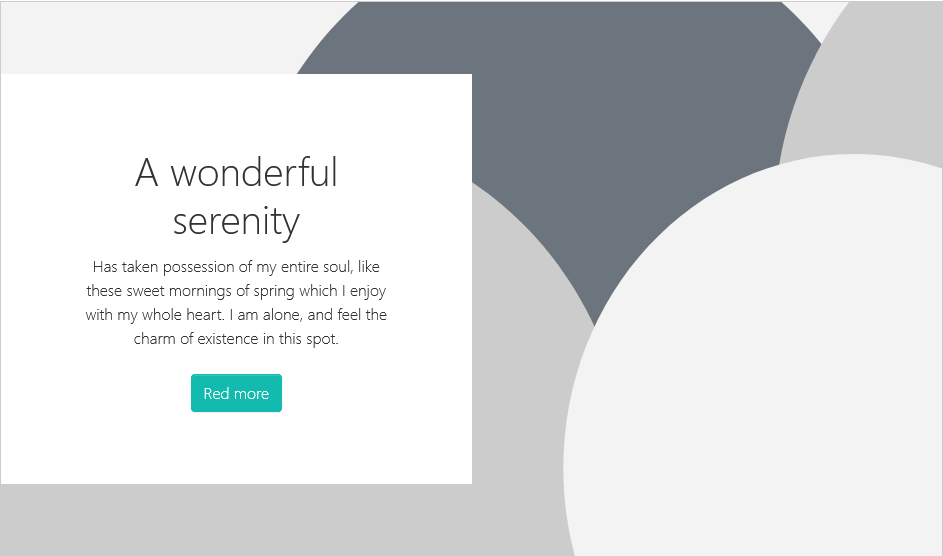 A wonderful
serenity
Has taken possession of my entire soul, like
these sweet mornings of spring which I enjoy
with my whole heart. I am alone, and feel the
charm of existence in this spot.
Red more